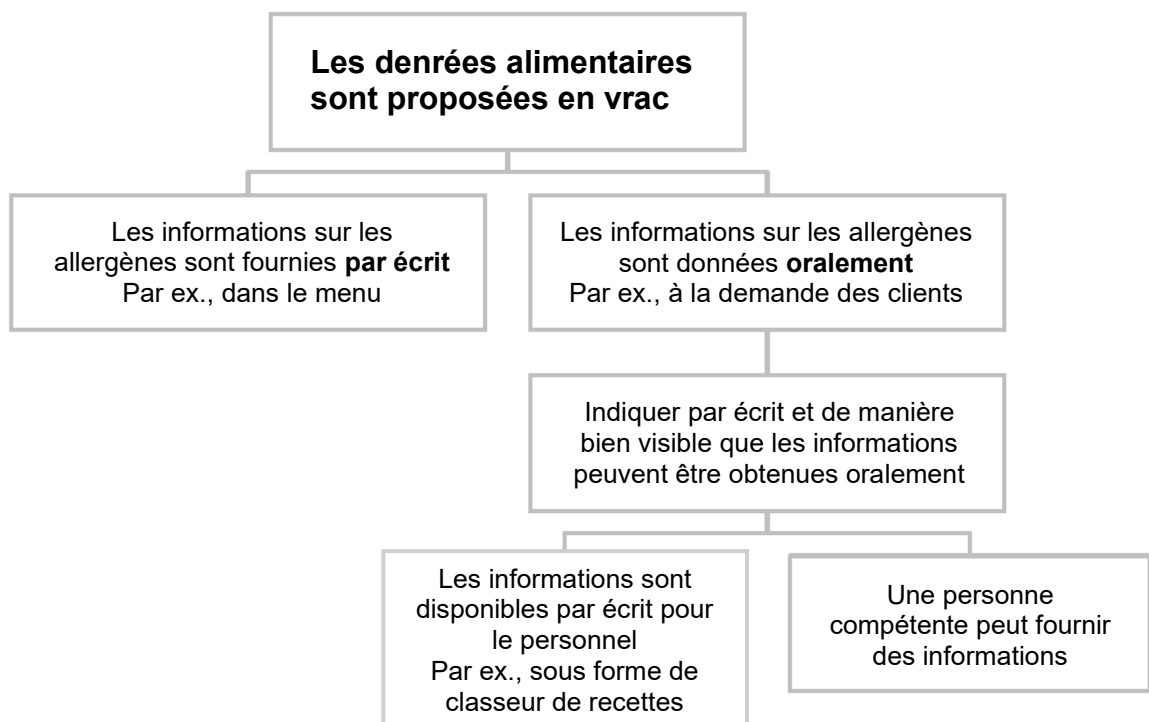 Les denrées alimentaires
sont proposées en vrac
Les informations sur les
allergènes sont fournies par écrit
Par ex., dans le menu
Les informations sur les allergènes
sont données oralement
Par ex., à la demande des clients
Indiquer par écrit et de manière
bien visible que les informations
peuvent être obtenues oralement
Les informations sont
disponibles par écrit pour
le personnel
Par ex., sous forme de
classeur de recettes
Une personne
compétente peut fournir
des informations